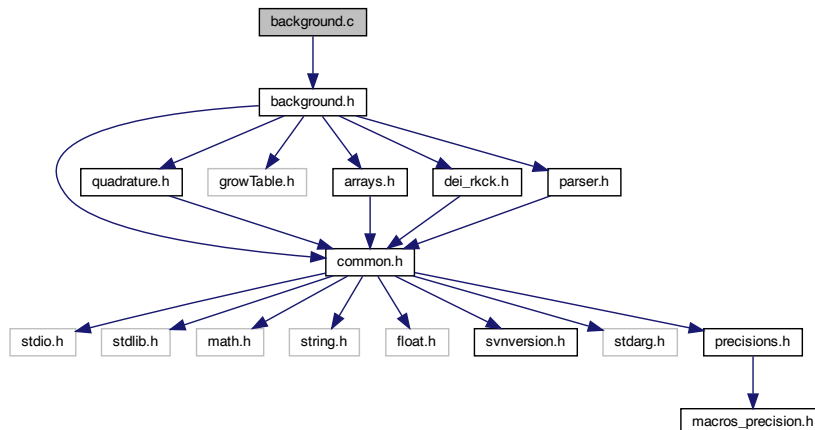 background.c
background.h
quadrature.h
growTable.h
arrays.h
dei_rkck.h
parser.h
common.h
stdio.h
stdlib.h
math.h
string.h
float.h
svnversion.h
stdarg.h
precisions.h
macros_precision.h